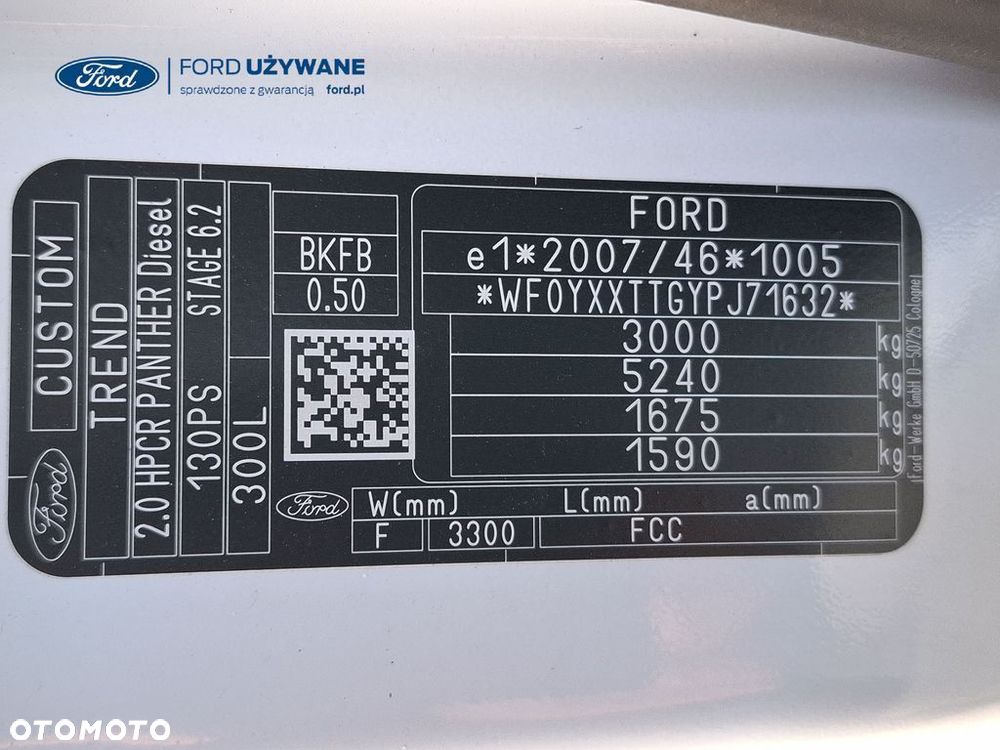 Ford
FORD UŻYWANE
sprawdzone z gwarancją ford.pl
CUSTOM
Ford
TREND
2.0 HPCR PANTHER Diesel
130PS STAGE 6.2
300L
BKFB
0.50
Ford
FORD
e1*2007/46*1005
*WF0YXXTTGYPJ71632*
3000 kg
5240 kg
1675 kg
1590 kg
W(mm) L(mm) a(mm)
F 3300 FCC
Ford-Werke GmbH D-50725 Cologne
OTOMOTO